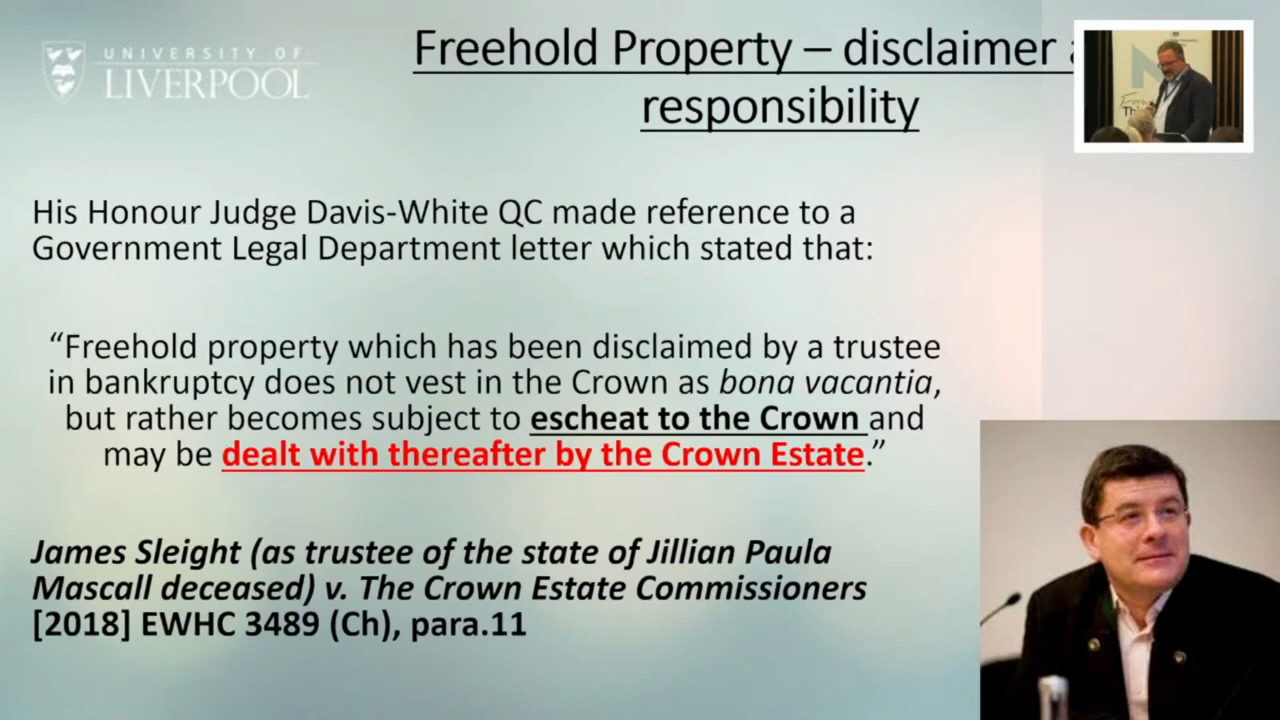 UNIVERSITY OF
LIVERPOOL
Freehold Property – disclaimer
responsibility
His Honour Judge Davis-White QC made reference to a
Government Legal Department letter which stated that:
“Freehold property which has been disclaimed by a trustee
in bankruptcy does not vest in the Crown as bona vacantia,
but rather becomes subject to escheat to the Crown and
may be dealt with thereafter by the Crown Estate.”
James Sleight (as trustee of the state of Jillian Paula
Mascall deceased) v. The Crown Estate Commissioners
[2018] EWHC 3489 (Ch), para.11